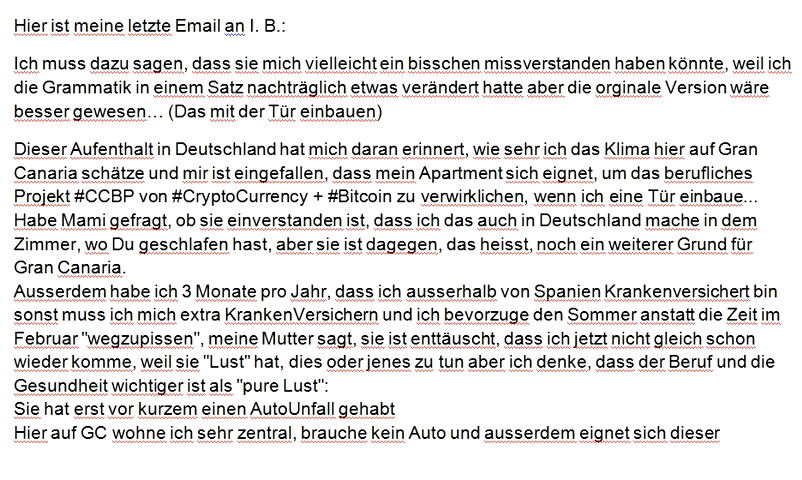 Hier ist meine letzte Email an I. B.:
Ich muss dazu sagen, dass sie mich vielleicht ein bisschen missverstanden haben könnte, weil ich
die Grammatik in einem Satz nachträglich etwas verändert hatte aber die orginale Version wäre
besser gewesen... (Das mit der Tür einbauen)
Dieser Aufenthalt in Deutschland hat mich daran erinnert, wie sehr ich das Klima hier auf Gran
Canaria schätze und mir ist eingefallen, dass mein Apartment sich eignet, um das berufliches
Projekt #CCBP von #CryptoCurrency + #Bitcoin zu verwirklichen, wenn ich eine Tür einbaue...
Habe Mami gefragt, ob sie einverstanden ist, dass ich das auch in Deutschland mache in dem
Zimmer, wo Du geschlafen hast, aber sie ist dagegen, das heisst, noch ein weiterer Grund für
Gran Canaria.
Ausserdem habe ich 3 Monate pro Jahr, dass ich ausserhalb von Spanien Krankenversichert bin
sonst muss ich mich extra KrankenVersichern und ich bevorzuge den Sommer anstatt die Zeit im
Februar "wegzupissen", meine Mutter sagt, sie ist enttäuscht, dass ich jetzt nicht gleich schon
wieder komme, weil sie "Lust" hat, dies oder jenes zu tun aber ich denke, dass der Beruf und die
Gesundheit wichtiger ist als "pure Lust":
Sie hat erst vor kurzem einen AutoUnfall gehabt
Hier auf GC wohne ich sehr zentral, brauche kein Auto und ausserdem eignet sich dieser